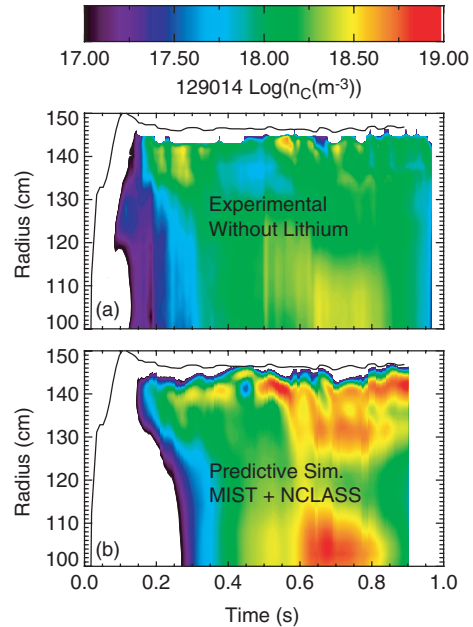 17.00 17.50 18.00 18.50 19.00
129014 Log(nC(m-3))
150
140
130
120
110
100
Radius (cm)
Experimental
Without Lithium
(a)
150
140
130
120
110
100
Radius (cm)
Predictive Sim.
MIST + NCLASS
(b)
0.0 0.2 0.4 0.6 0.8 1.0
Time (s)